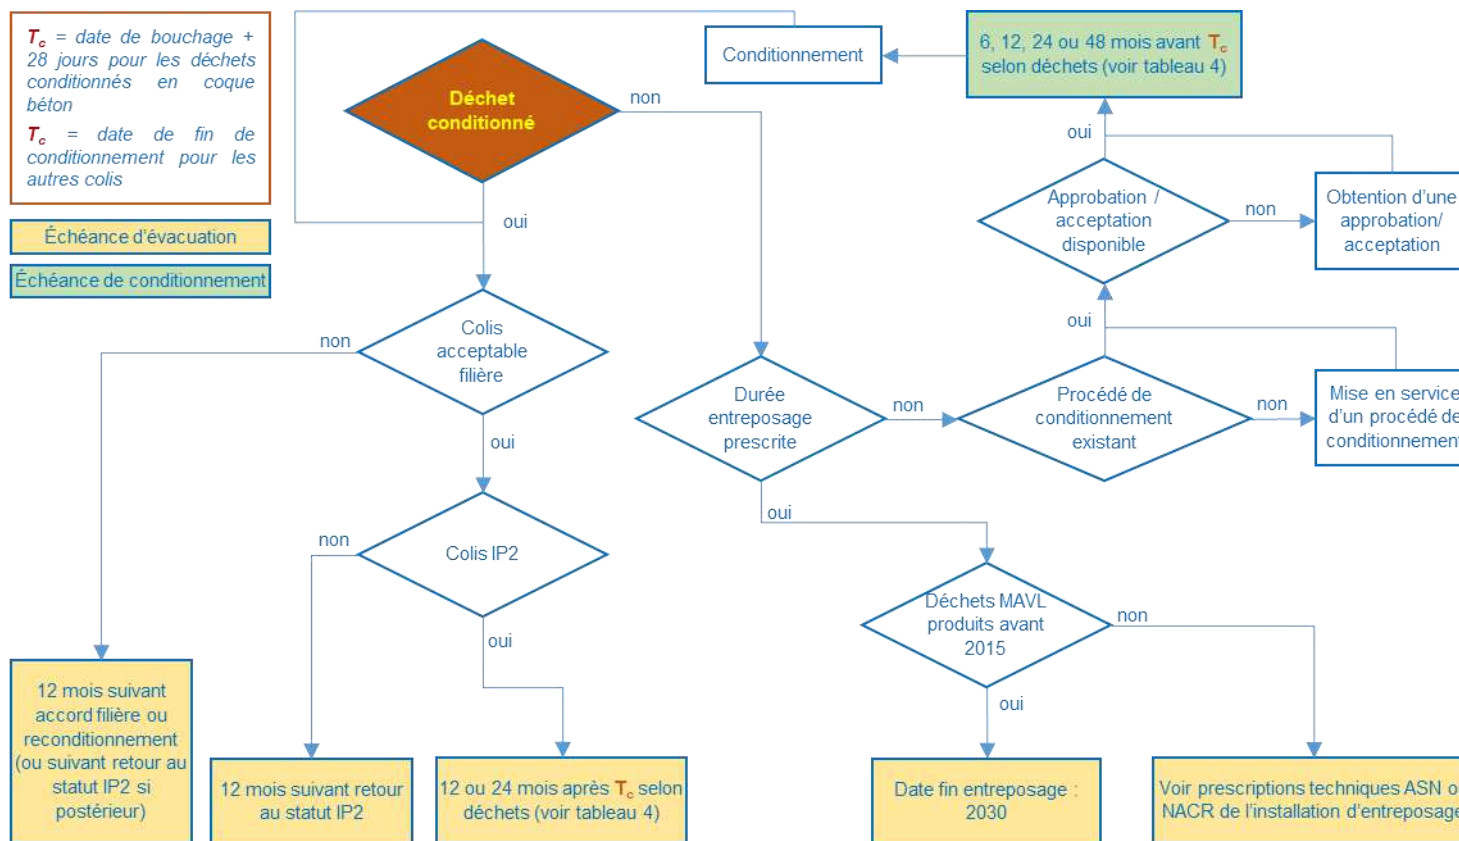 T_c = date de bouchage +
28 jours pour les déchets
conditionnés en coque
béton
T_c = date de fin de
conditionnement pour les
autres colis
Échéance d'évacuation
Échéance de conditionnement
Déchet
conditionné
non
oui
Conditionnement
6, 12, 24 ou 48 mois avant T_c
selon déchets (voir tableau 4)
oui
Approbation /
acceptation
disponible
non
Obtention d'une
approbation/
acceptation
oui
Colis
acceptable
filière
non
oui
Durée
entreposage
prescrite
non
oui
Procédé de
conditionnement
existant
non
Mise en service
d'un procédé de
conditionnement
Colis IP2
non
oui
Déchets MAVL
produits avant
2015
non
oui
12 mois suivant
accord filière ou
reconditionnement
(ou suivant retour au
statut IP2 si
postérieur)
12 mois suivant retour
au statut IP2
12 ou 24 mois après T_c selon
déchets (voir tableau 4)
Date fin entreposage :
2030
Voir prescriptions techniques ASN o
NACR de l'installation d'entreposage